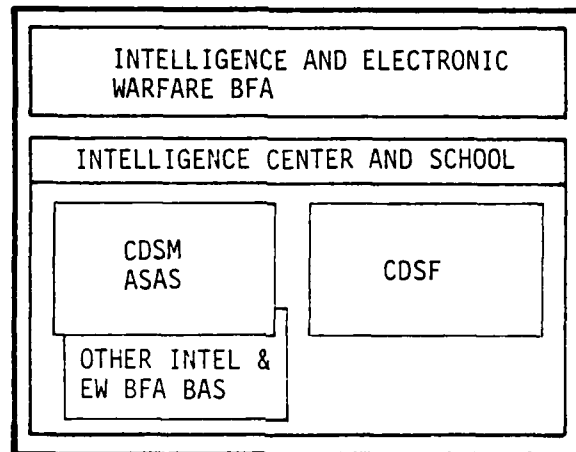 INTELLIGENCE AND ELECTRONIC
WARFARE BFA
INTELLIGENCE CENTER AND SCHOOL
CDSM
ASAS
CDSF
OTHER INTEL &
EW BFA BAS